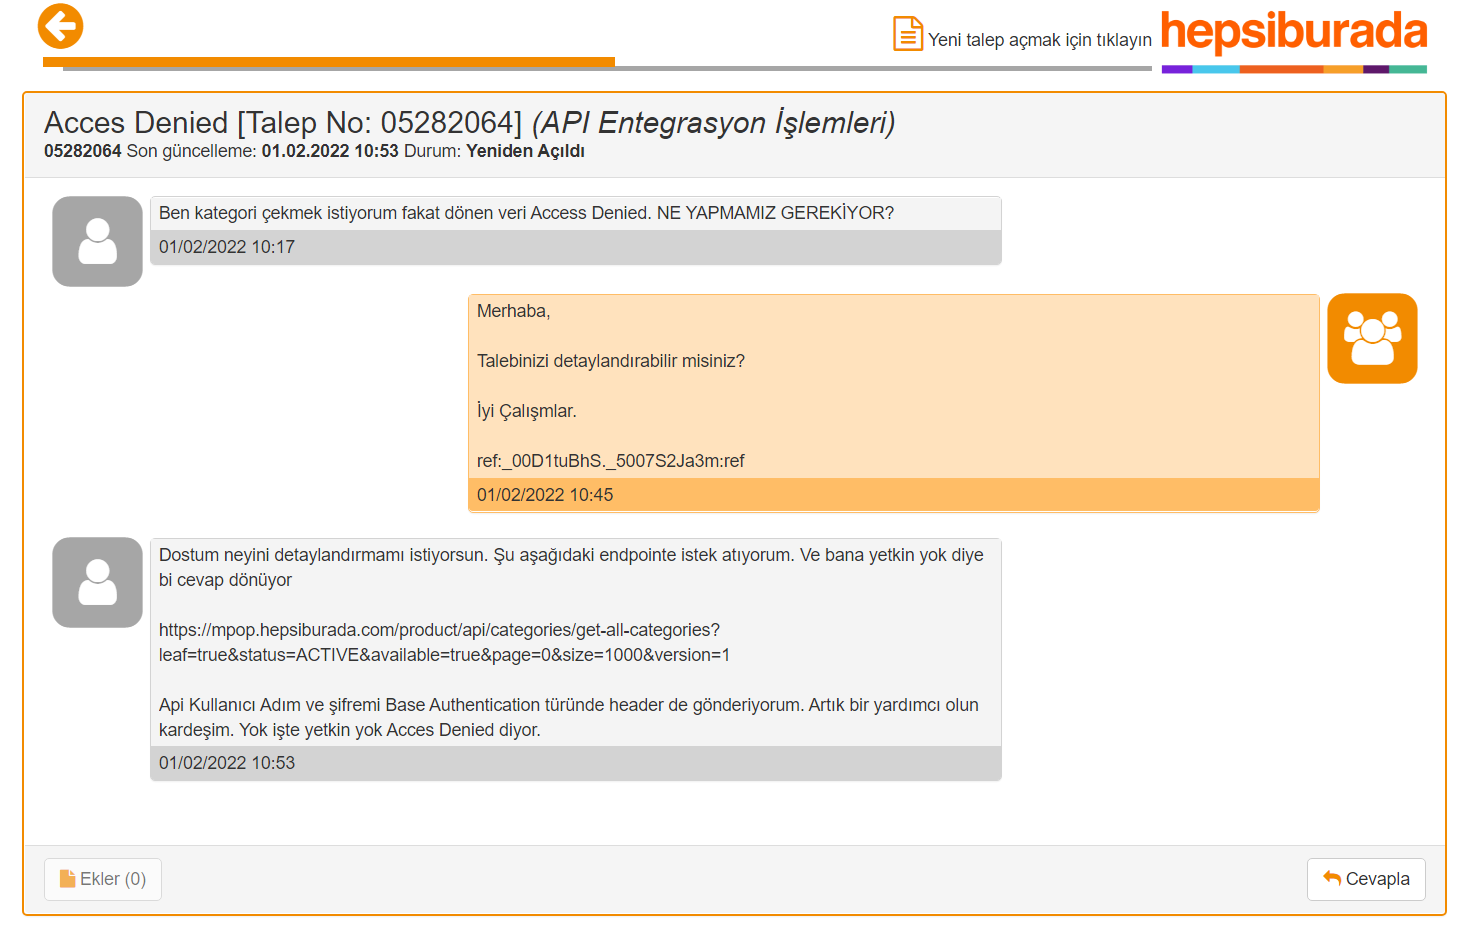 Yeni talep açmak için tıklayın
hepsiburada
Acces Denied [Talep No: 05282064] (API Entegrasyon İşlemleri)
05282064 Son güncelleme: 01.02.2022 10:53 Durum: Yeniden Açıldı
Ben kategori çekmek istiyorum fakat dönen veri Access Denied. NE YAPMAMIZ GEREKİYOR?
01/02/2022 10:17
Merhaba,
Talebinizi detaylandırabilir misiniz?
İyi Çalışmlar.
ref:_00D1tuBhS._5007S2Ja3m:ref
01/02/2022 10:45
Dostum neyini detaylandırmamı istiyorsun. Şu aşağıdaki endpointe istek atıyorum. Ve bana yetkin yok diye
bi cevap dönüyor
https://mpop.hepsiburada.com/product/api/categories/get-all-categories?
leaf=true&status=ACTIVE&available=true&page=0&size=1000&version=1
Api Kullanıcı Adım ve şifremi Base Authentication türünde header de gönderiyorum. Artık bir yardımcı olun
kardeşim. Yok işte yetkin yok Acces Denied diyor.
01/02/2022 10:53
Ekler (0)
Cevapla